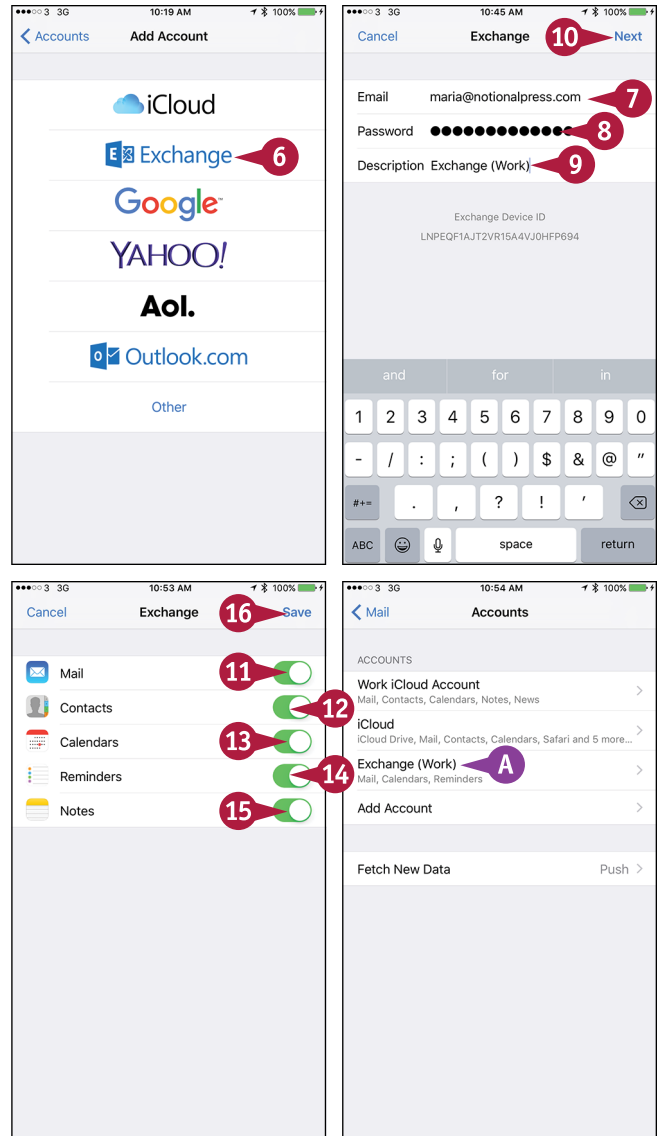 3 3G 10:19 AM 100%
Accounts Add Account
iCloud
E Exchange 6
Google
YAHOO!
Aol.
o Outlook.com
Other
3 3G 10:45 AM 100%
Cancel Exchange 10 Next
Email maria@notionalpress.com 7
Password ●●●●●●●●●●●●● 8
Description Exchange (Work) 9
Exchange Device ID
LNPEQF1AJT2VR15A4VJ0HFP694
and for in
1 2 3 4 5 6 7 8 9 0
- / : ; ( ) $ & @ "
#+= . , ? ! '
ABC space return
3 3G 10:53 AM 100%
Cancel Exchange 16 Save
Mail 11
Contacts 12
Calendars 13
Reminders 14
Notes 15
3 3G 10:54 AM 100%
Mail Accounts
ACCOUNTS
Work iCloud Account
Mail, Contacts, Calendars, Notes, News
iCloud
iCloud Drive, Mail, Contacts, Calendars, Safari and 5 more...
Exchange (Work) A
Mail, Calendars, Reminders
Add Account
Fetch New Data Push